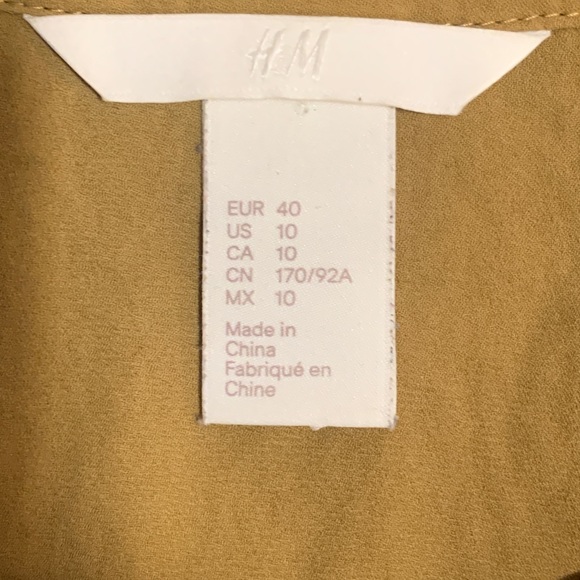 H&M
EUR 40
US 10
CA 10
CN 170/92A
MX 10
Made in
China
Fabriqué en
Chine